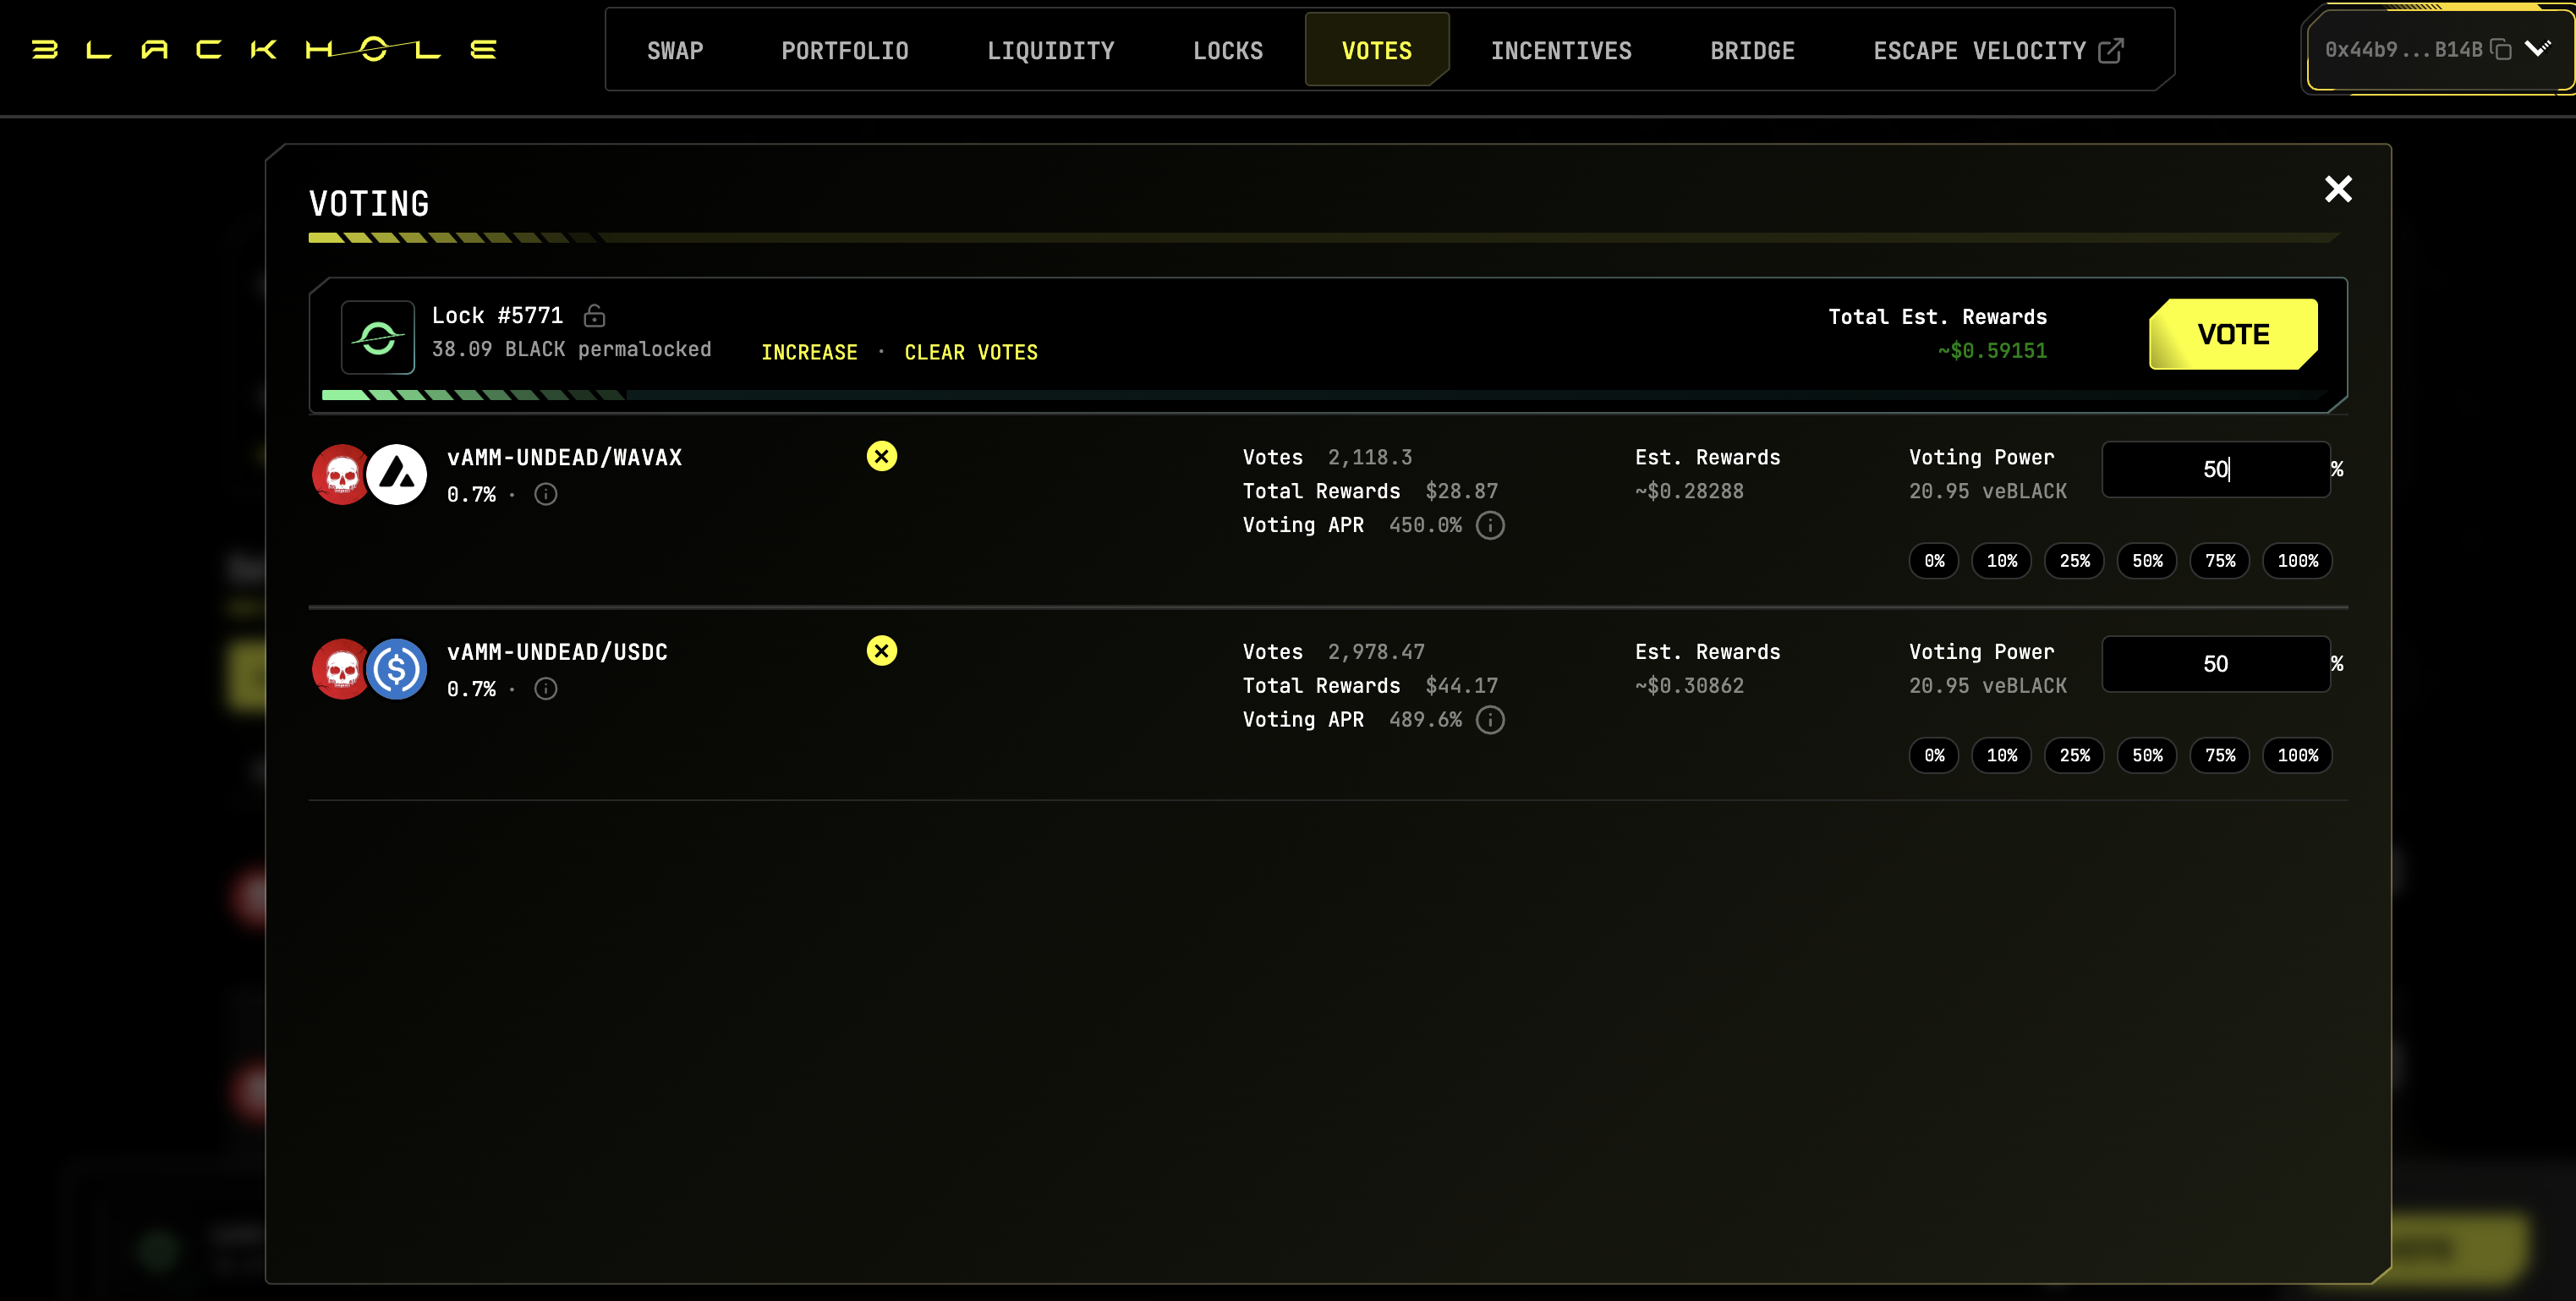 BLACKHOLE
SWAP PORTFOLIO LIQUIDITY LOCKS VOTES INCENTIVES BRIDGE ESCAPE VELOCITY
0x44b9...B14B
VOTING
Lock #5771
38.09 BLACK permalocked
INCREASE · CLEAR VOTES
Total Est. Rewards
~$0.59151
VOTE
vAMM-UNDEAD/WAVAX
0.7% ·
Votes 2,118.3
Total Rewards $28.87
Voting APR 450.0%
Est. Rewards
~$0.28288
Voting Power
20.95 veBLACK
50 %
0% 10% 25% 50% 75% 100%
vAMM-UNDEAD/USDC
0.7% ·
Votes 2,978.47
Total Rewards $44.17
Voting APR 489.6%
Est. Rewards
~$0.30862
Voting Power
20.95 veBLACK
50 %
0% 10% 25% 50% 75% 100%